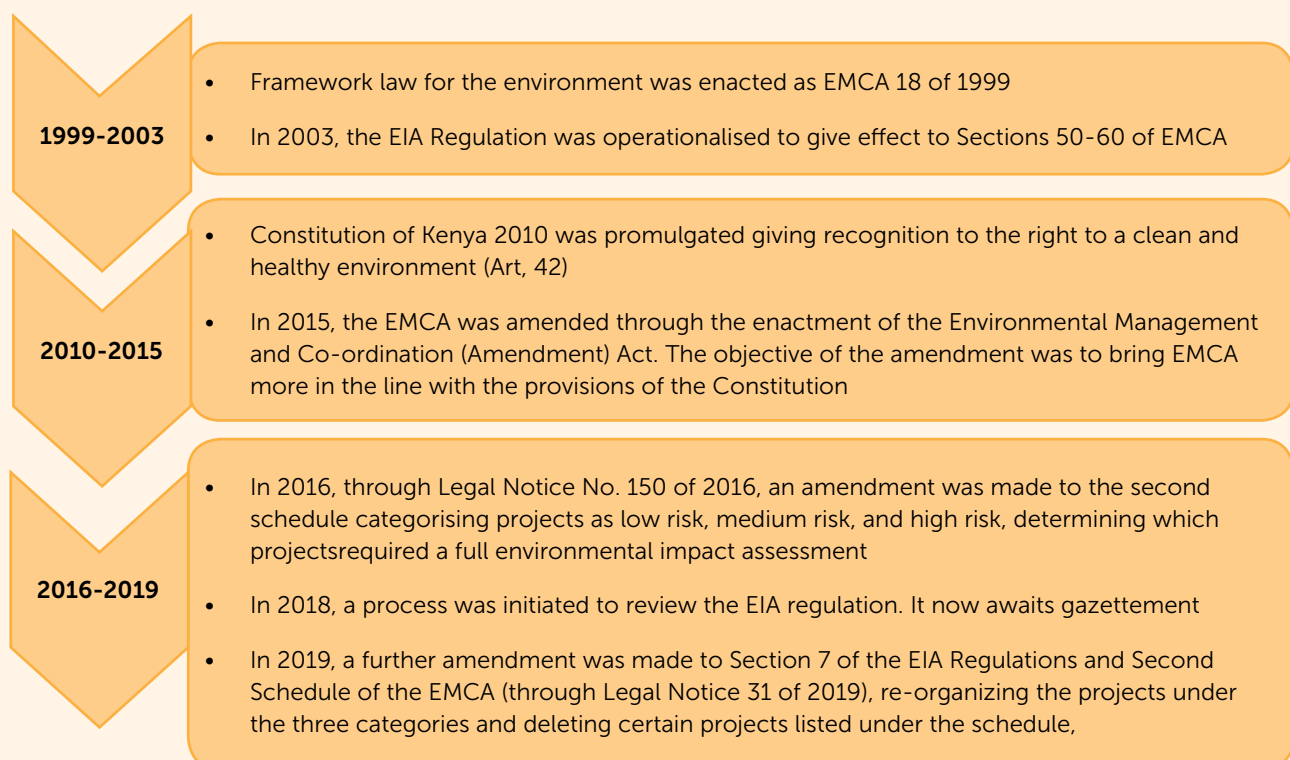 1999-2003
• Framework law for the environment was enacted as EMCA 18 of 1999
• In 2003, the EIA Regulation was operationalised to give effect to Sections 50-60 of EMCA
2010-2015
• Constitution of Kenya 2010 was promulgated giving recognition to the right to a clean and
healthy environment (Art, 42)
• In 2015, the EMCA was amended through the enactment of the Environmental Management
and Co-ordination (Amendment) Act. The objective of the amendment was to bring EMCA
more in the line with the provisions of the Constitution
2016-2019
• In 2016, through Legal Notice No. 150 of 2016, an amendment was made to the second
schedule categorising projects as low risk, medium risk, and high risk, determining which
projectsrequired a full environmental impact assessment
• In 2018, a process was initiated to review the EIA regulation. It now awaits gazettement
• In 2019, a further amendment was made to Section 7 of the EIA Regulations and Second
Schedule of the EMCA (through Legal Notice 31 of 2019), re-organizing the projects under
the three categories and deleting certain projects listed under the schedule,